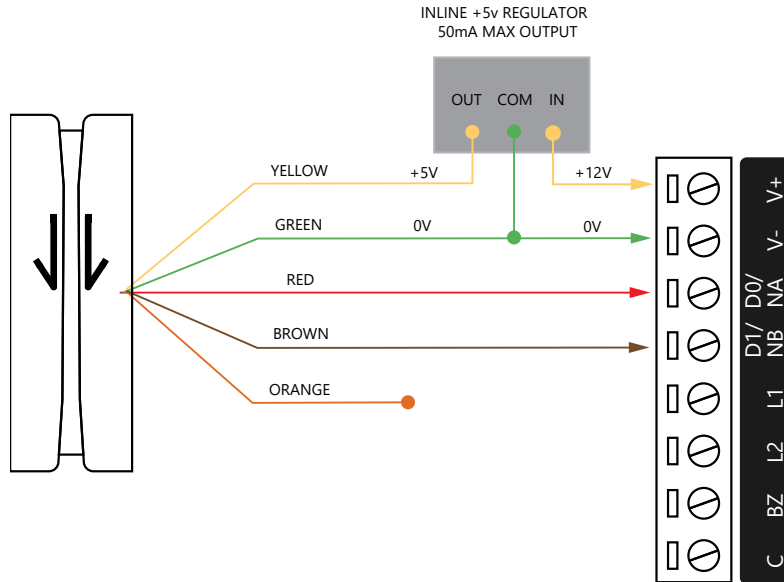 INLINE +5v REGULATOR
50mA MAX OUTPUT
OUT COM IN
YELLOW +5V +12V
GREEN 0V 0V
RED
BROWN
ORANGE
V+
V-
D0/
NA
D1/
NB
L1
L2
BZ
C